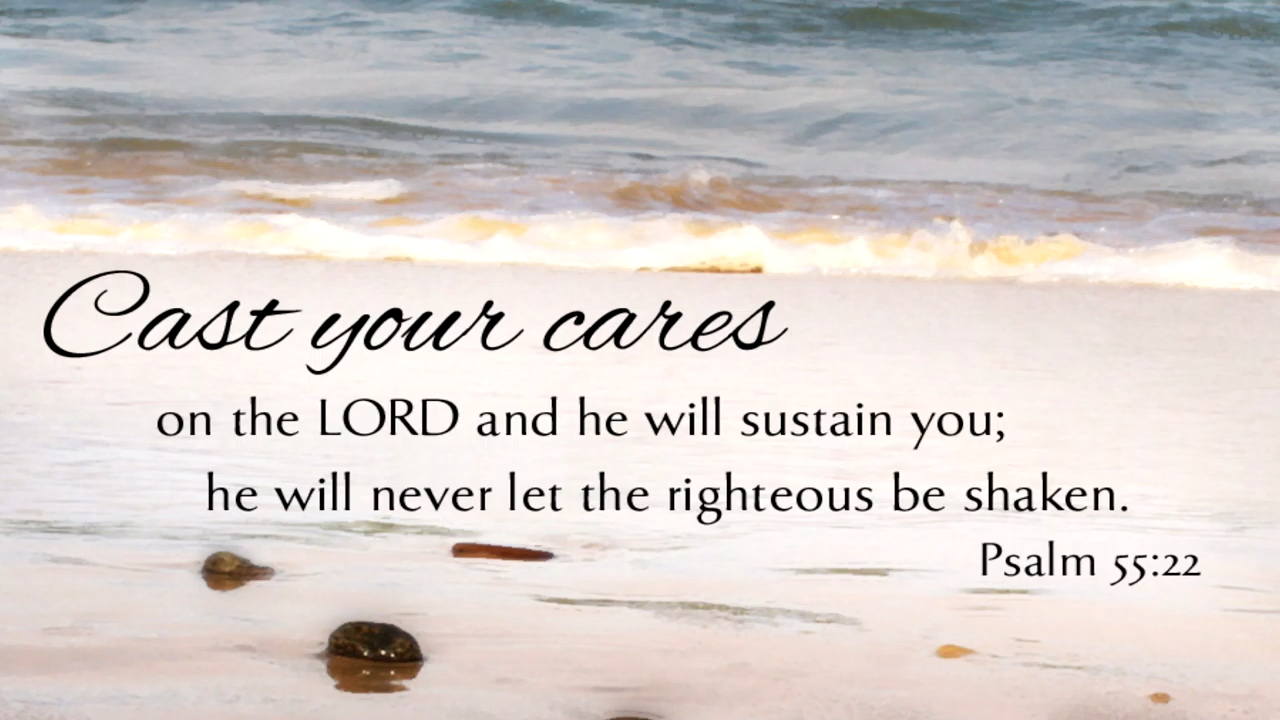 Cast your cares
on the LORD and he will sustain you;
he will never let the righteous be shaken.
Psalm 55:22